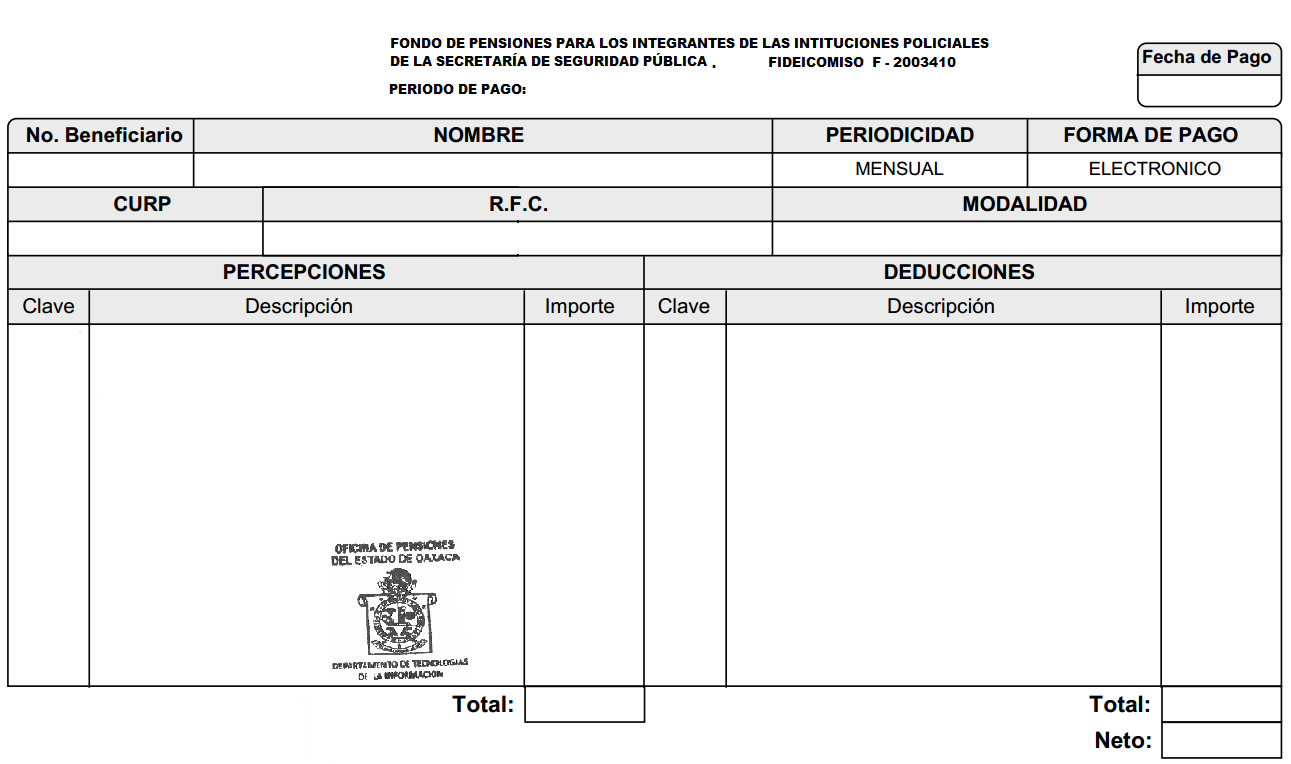 FONDO DE PENSIONES PARA LOS INTEGRANTES DE LAS INTITUCIONES POLICIALES
DE LA SECRETARÍA DE SEGURIDAD PÚBLICA . FIDEICOMISO F - 2003410
Fecha de Pago
PERIODO DE PAGO:
No. Beneficiario NOMBRE PERIODICIDAD FORMA DE PAGO
MENSUAL ELECTRONICO
CURP R.F.C. MODALIDAD
PERCEPCIONES DEDUCCIONES
Clave Descripción Importe Clave Descripción Importe
OFICINA DE PENSIONES
DEL ESTADO DE OAXACA
DEPARTAMENTO DE TECNOLOGIAS
DE LA INFORMACION
Total: Total:
Neto: